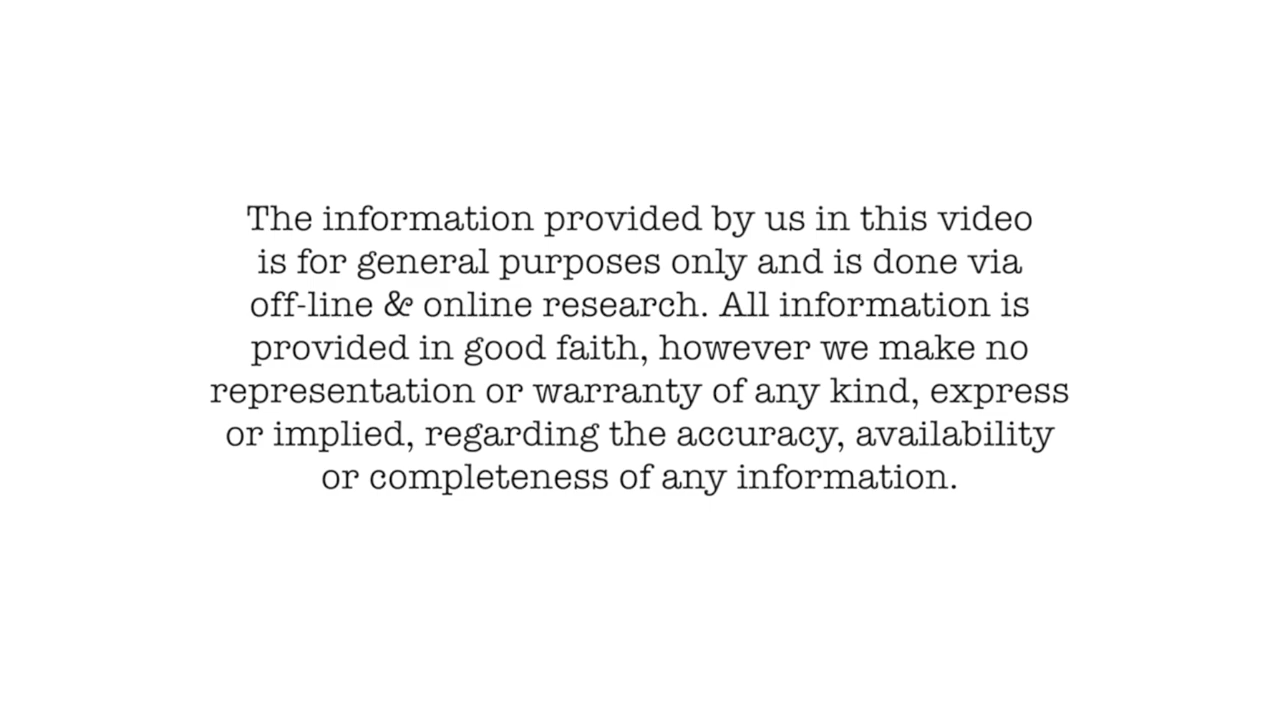 The information provided by us in this video
is for general purposes only and is done via
off-line & online research. All information is
provided in good faith, however we make no
representation or warranty of any kind, express
or implied, regarding the accuracy, availability
or completeness of any information.